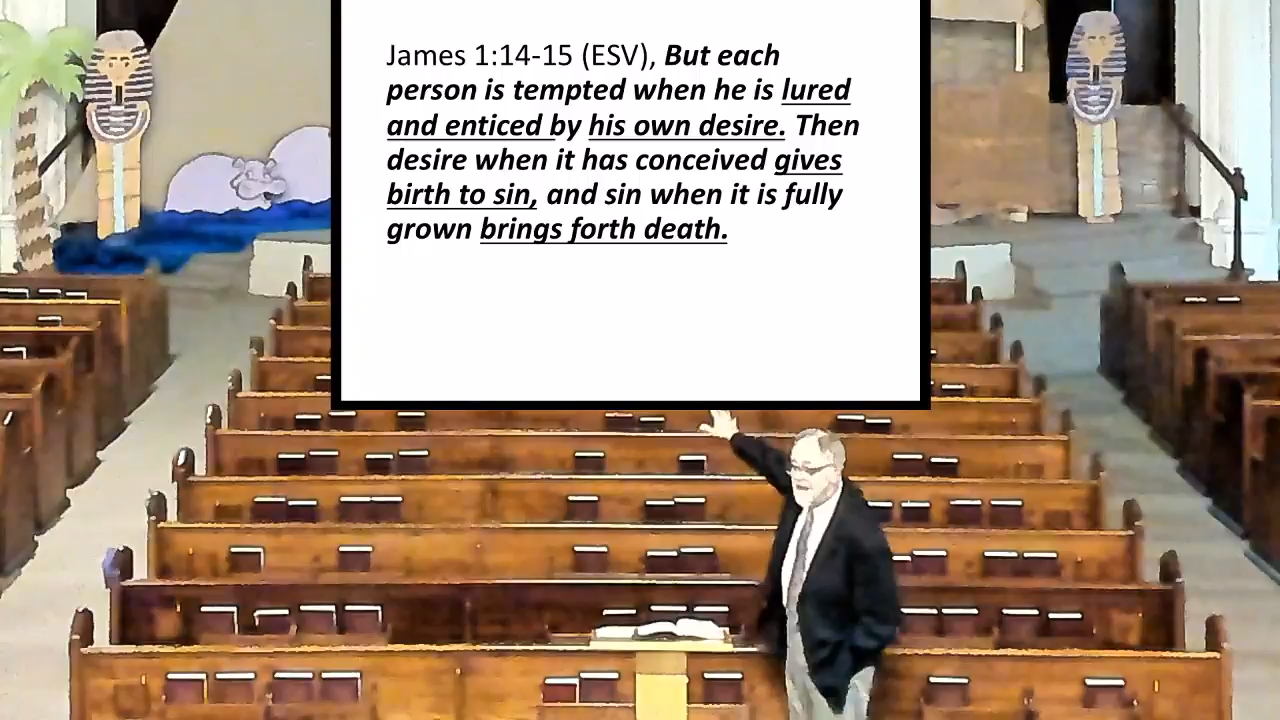 James 1:14-15 (ESV), But each
person is tempted when he is lured
and enticed by his own desire. Then
desire when it has conceived gives
birth to sin, and sin when it is fully
grown brings forth death.